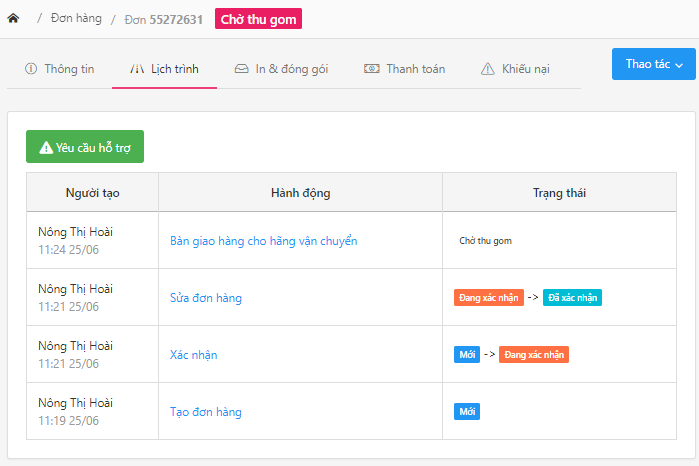 / Đơn hàng / Đơn 55272631 Chờ thu gom
Thông tin Lịch trình In & đóng gói Thanh toán Khiếu nại Thao tác
Yêu cầu hỗ trợ
Người tạo Hành động Trạng thái
Nông Thị Hoài
11:24 25/06
Bàn giao hàng cho hãng vận chuyển
Chờ thu gom
Nông Thị Hoài
11:21 25/06
Sửa đơn hàng
Đang xác nhận -> Đã xác nhận
Nông Thị Hoài
11:21 25/06
Xác nhận
Mới -> Đang xác nhận
Nông Thị Hoài
11:19 25/06
Tạo đơn hàng
Mới